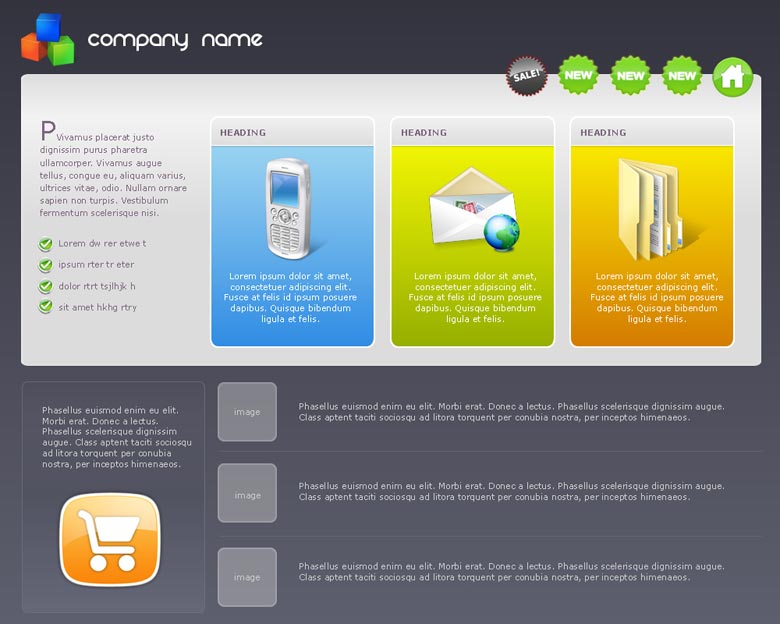 company name
SALE!
NEW
NEW
NEW
PVivamus placerat justo
dignissim purus pharetra
ullamcorper. Vivamus augue
tellus, congue eu, aliquam varius,
ultrices vitae, odio. Nullam ornare
sapien non turpis. Vestibulum
fermentum scelerisque nisi.
Lorem dw rer etwe t
ipsum rter tr eter
dolor rtrt tsjlhjk h
sit amet hkhg rtry
HEADING
Lorem ipsum dolor sit amet,
consectetuer adipiscing elit.
Fusce at felis id ipsum posuere
dapibus. Quisque bibendum
ligula et felis.
HEADING
Lorem ipsum dolor sit amet,
consectetuer adipiscing elit.
Fusce at felis id ipsum posuere
dapibus. Quisque bibendum
ligula et felis.
HEADING
Lorem ipsum dolor sit amet,
consectetuer adipiscing elit.
Fusce at felis id ipsum posuere
dapibus. Quisque bibendum
ligula et felis.
Phasellus euismod enim eu elit.
Morbi erat. Donec a lectus.
Phasellus scelerisque dignissim
augue. Class aptent taciti sociosqu
ad litora torquent per conubia
nostra, per inceptos himenaeos.
image
Phasellus euismod enim eu elit. Morbi erat. Donec a lectus. Phasellus scelerisque dignissim augue.
Class aptent taciti sociosqu ad litora torquent per conubia nostra, per inceptos himenaeos.
image
Phasellus euismod enim eu elit. Morbi erat. Donec a lectus. Phasellus scelerisque dignissim augue.
Class aptent taciti sociosqu ad litora torquent per conubia nostra, per inceptos himenaeos.
image
Phasellus euismod enim eu elit. Morbi erat. Donec a lectus. Phasellus scelerisque dignissim augue.
Class aptent taciti sociosqu ad litora torquent per conubia nostra, per inceptos himenaeos.